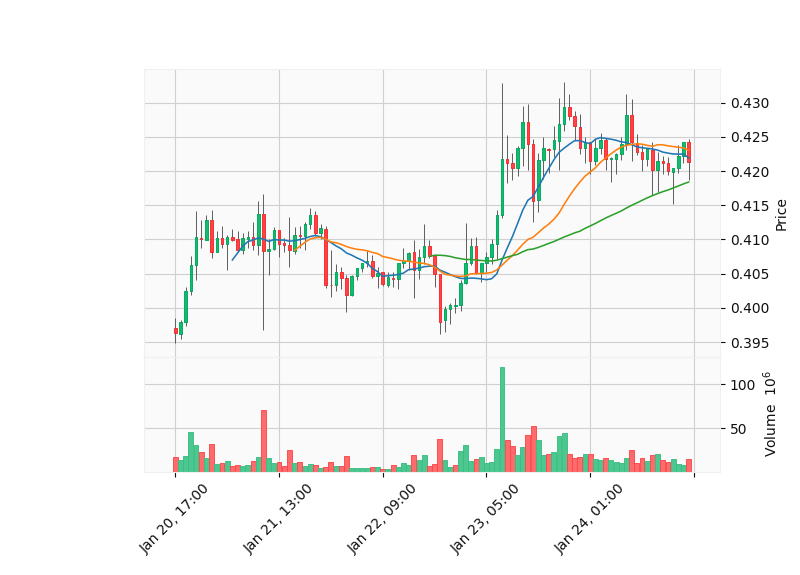 0.430
0.425
0.420
0.415
0.410
0.405
0.400
0.395
Price
100
50
Volume 10^6
Jan 20, 17:00
Jan 21, 13:00
Jan 22, 09:00
Jan 23, 05:00
Jan 24, 01:00